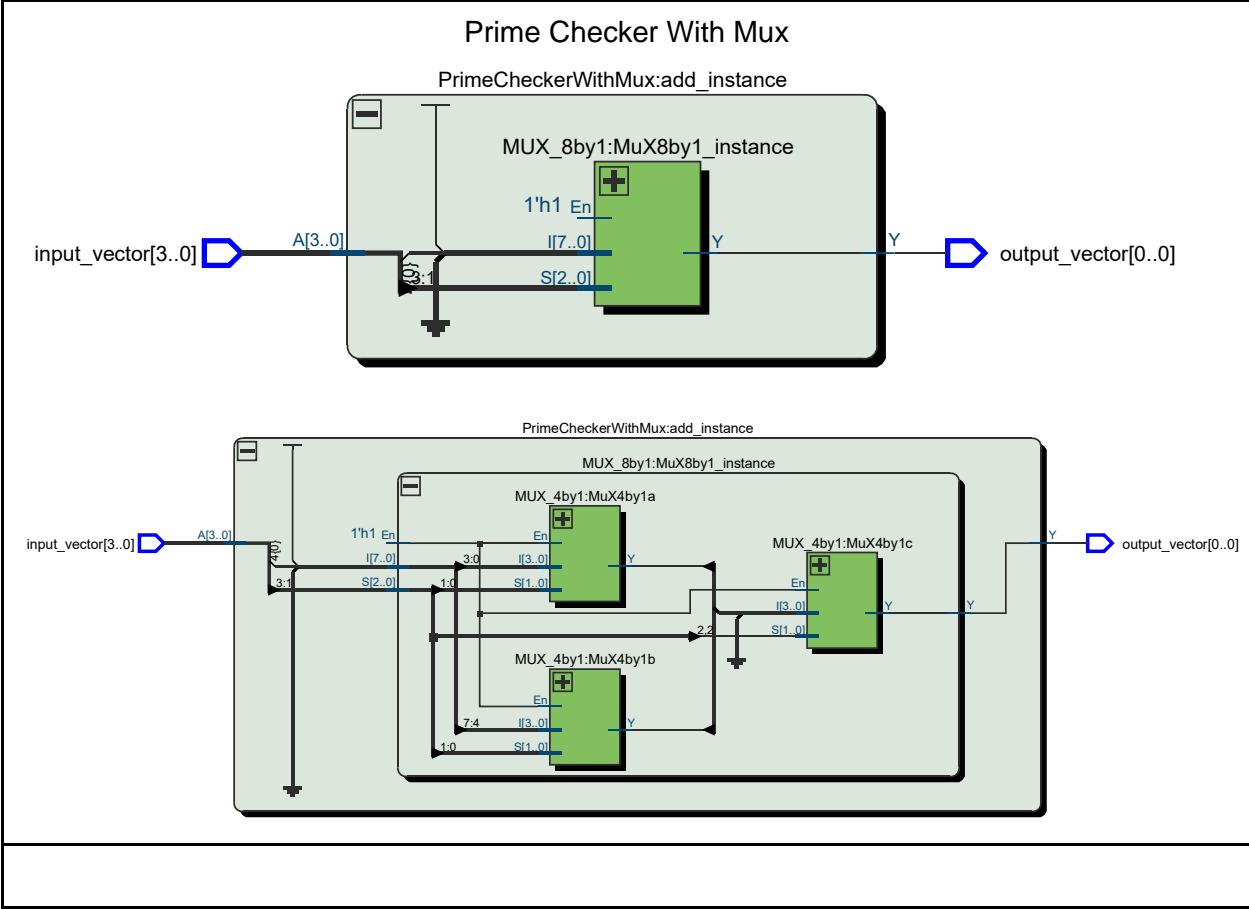 Prime Checker With Mux
PrimeCheckerWithMux:add_instance
MUX_8by1:MuX8by1_instance
1'h1 En
input_vector[3..0] A[3..0] I[7..0] Y Y output_vector[0..0]
3:1 S[2..0]
PrimeCheckerWithMux:add_instance
MUX_8by1:MuX8by1_instance
MUX_4by1:MuX4by1a
input_vector[3..0] A[3..0] 1'h1 En En MUX_4by1:MuX4by1c Y output_vector[0..0]
4{0} I[7..0] 3:0 I[3..0] Y
3:1 S[2..0] 1:0 S[1..0] En
I[3..0] Y Y
2,2 S[1..0]
MUX_4by1:MuX4by1b
En
7:4 I[3..0] Y
1:0 S[1..0]